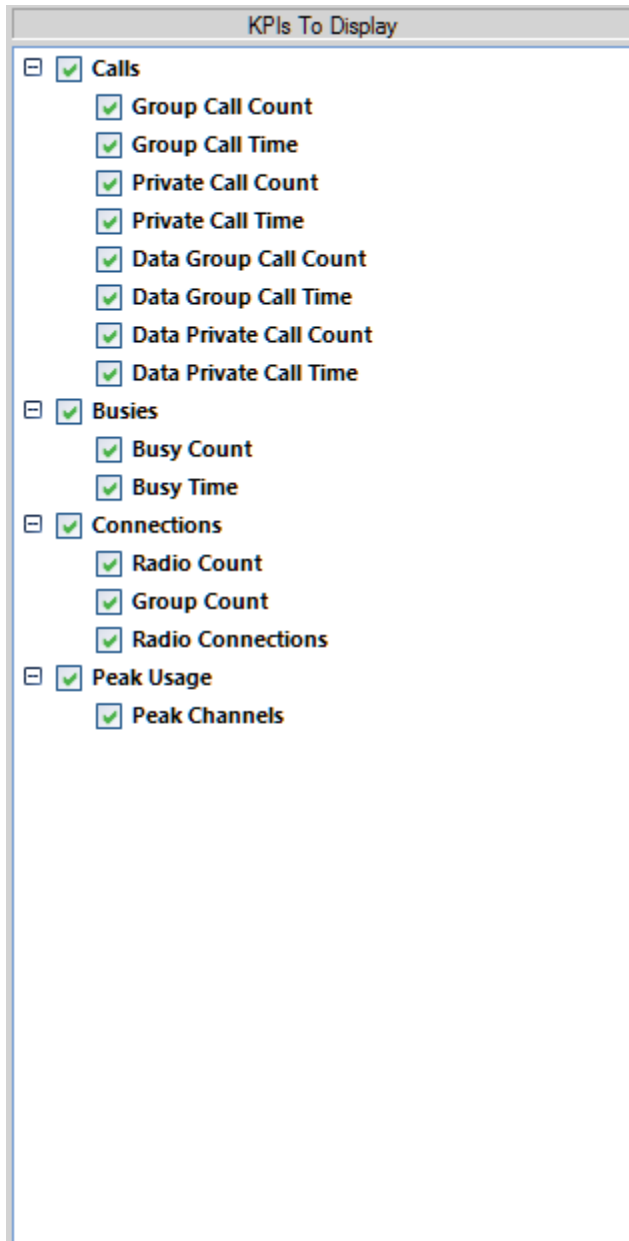 KPIs To Display
Calls
Group Call Count
Group Call Time
Private Call Count
Private Call Time
Data Group Call Count
Data Group Call Time
Data Private Call Count
Data Private Call Time
Busies
Busy Count
Busy Time
Connections
Radio Count
Group Count
Radio Connections
Peak Usage
Peak Channels